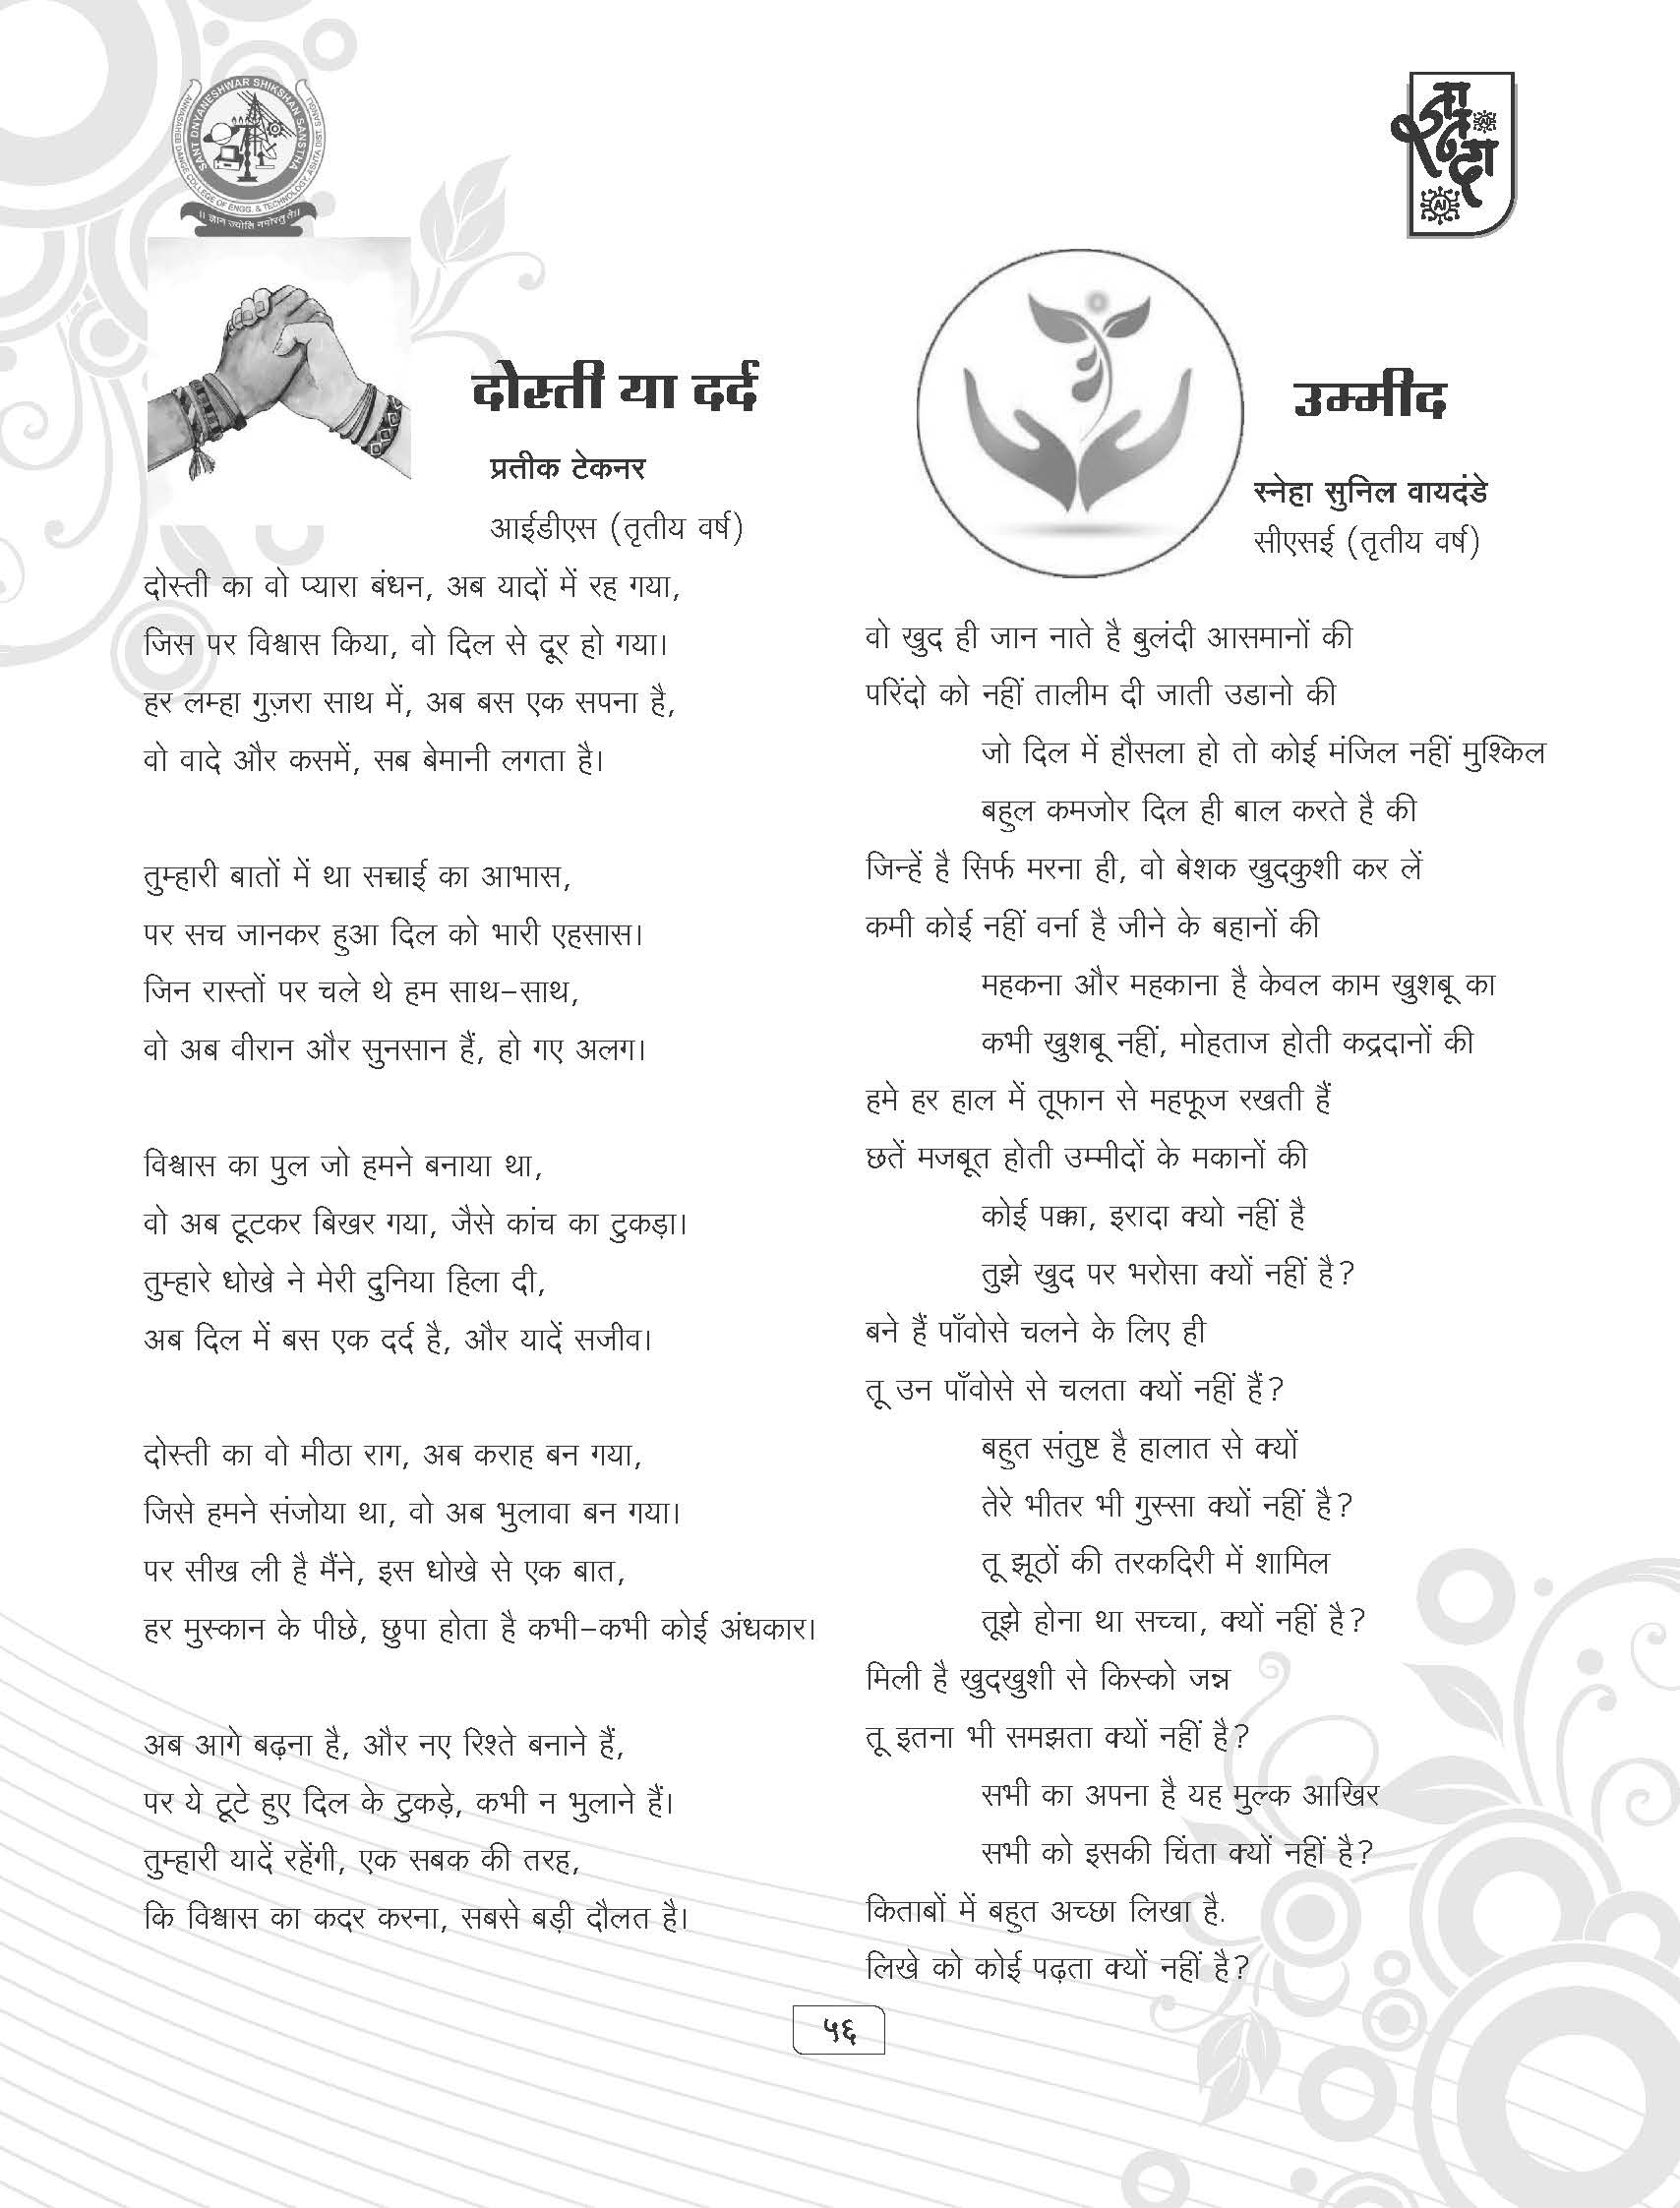 SANT DNYANESHWAR SHIKSHAN SANSTHA
ANNASAHEB DANGE COLLEGE OF ENGG. & TECHNOLOGY, ASHTA DIST. SANGLI
AI
AI
दोस्ती या दर्द
प्रतीक टेकनर
आईडीएस (तृतीय वर्ष)
दोस्ती का वो प्यारा बंधन, अब यादों में रह गया,
जिस पर विश्वास किया, वो दिल से दूर हो गया।
हर लम्हा गुज़रा साथ में, अब बस एक सपना है,
वो वादे और कसमें, सब बेमानी लगता है।
तुम्हारी बातों में था सच्चाई का आभास,
पर सच जानकर हुआ दिल को भारी एहसास।
जिन रास्तों पर चले थे हम साथ-साथ,
वो अब वीरान और सुनसान हैं, हो गए अलग।
विश्वास का पुल जो हमने बनाया था,
वो अब टूटकर बिखर गया, जैसे कांच का टुकड़ा।
तुम्हारे धोखे ने मेरी दुनिया हिला दी,
अब दिल में बस एक दर्द है, और यादें सजीव।
दोस्ती का वो मीठा राग, अब कराह बन गया,
जिसे हमने संजोया था, वो अब भुलावा बन गया।
पर सीख ली है मैंने, इस धोखे से एक बात,
हर मुस्कान के पीछे, छुपा होता है कभी-कभी कोई अंधकार।
अब आगे बढ़ना है, और नए रिश्ते बनाने हैं,
पर ये टूटे हुए दिल के टुकड़े, कभी न भुलाने हैं।
तुम्हारी यादें रहेंगी, एक सबक की तरह,
कि विश्वास का कदर करना, सबसे बड़ी दौलत है।
उम्मीद
स्नेहा सुनिल वायदंडे
सीएसई (तृतीय वर्ष)
वो खुद ही जान नाते है बुलंदी आसमानों की
परिंदो को नहीं तालीम दी जाती उडानो की
जो दिल में हौसला हो तो कोई मंजिल नहीं मुश्किल
बहुल कमजोर दिल ही बाल करते है की
जिन्हें है सिर्फ मरना ही, वो बेशक खुदकुशी कर लें
कमी कोई नहीं वर्ना है जीने के बहानों की
महकना और महकाना है केवल काम खुशबू का
कभी खुशबू नहीं, मोहताज होती कद्रदानों की
हमे हर हाल में तूफान से महफूज रखती हैं
छतें मजबूत होती उम्मीदों के मकानों की
कोई पक्का, इरादा क्यो नहीं है
तुझे खुद पर भरोसा क्यों नहीं है?
बने हैं पाँवोसे चलने के लिए ही
तू उन पाँवोसे से चलता क्यों नहीं हैं?
बहुत संतुष्ट है हालात से क्यों
तेरे भीतर भी गुस्सा क्यों नहीं है?
तू झूठों की तरकदिरी में शामिल
तूझे होना था सच्चा, क्यों नहीं है?
मिली है खुदखुशी से किस्को जन्न
तू इतना भी समझता क्यों नहीं है?
सभी का अपना है यह मुल्क आखिर
सभी को इसकी चिंता क्यों नहीं है?
किताबों में बहुत अच्छा लिखा है.
लिखे को कोई पढ़ता क्यों नहीं है?
५६